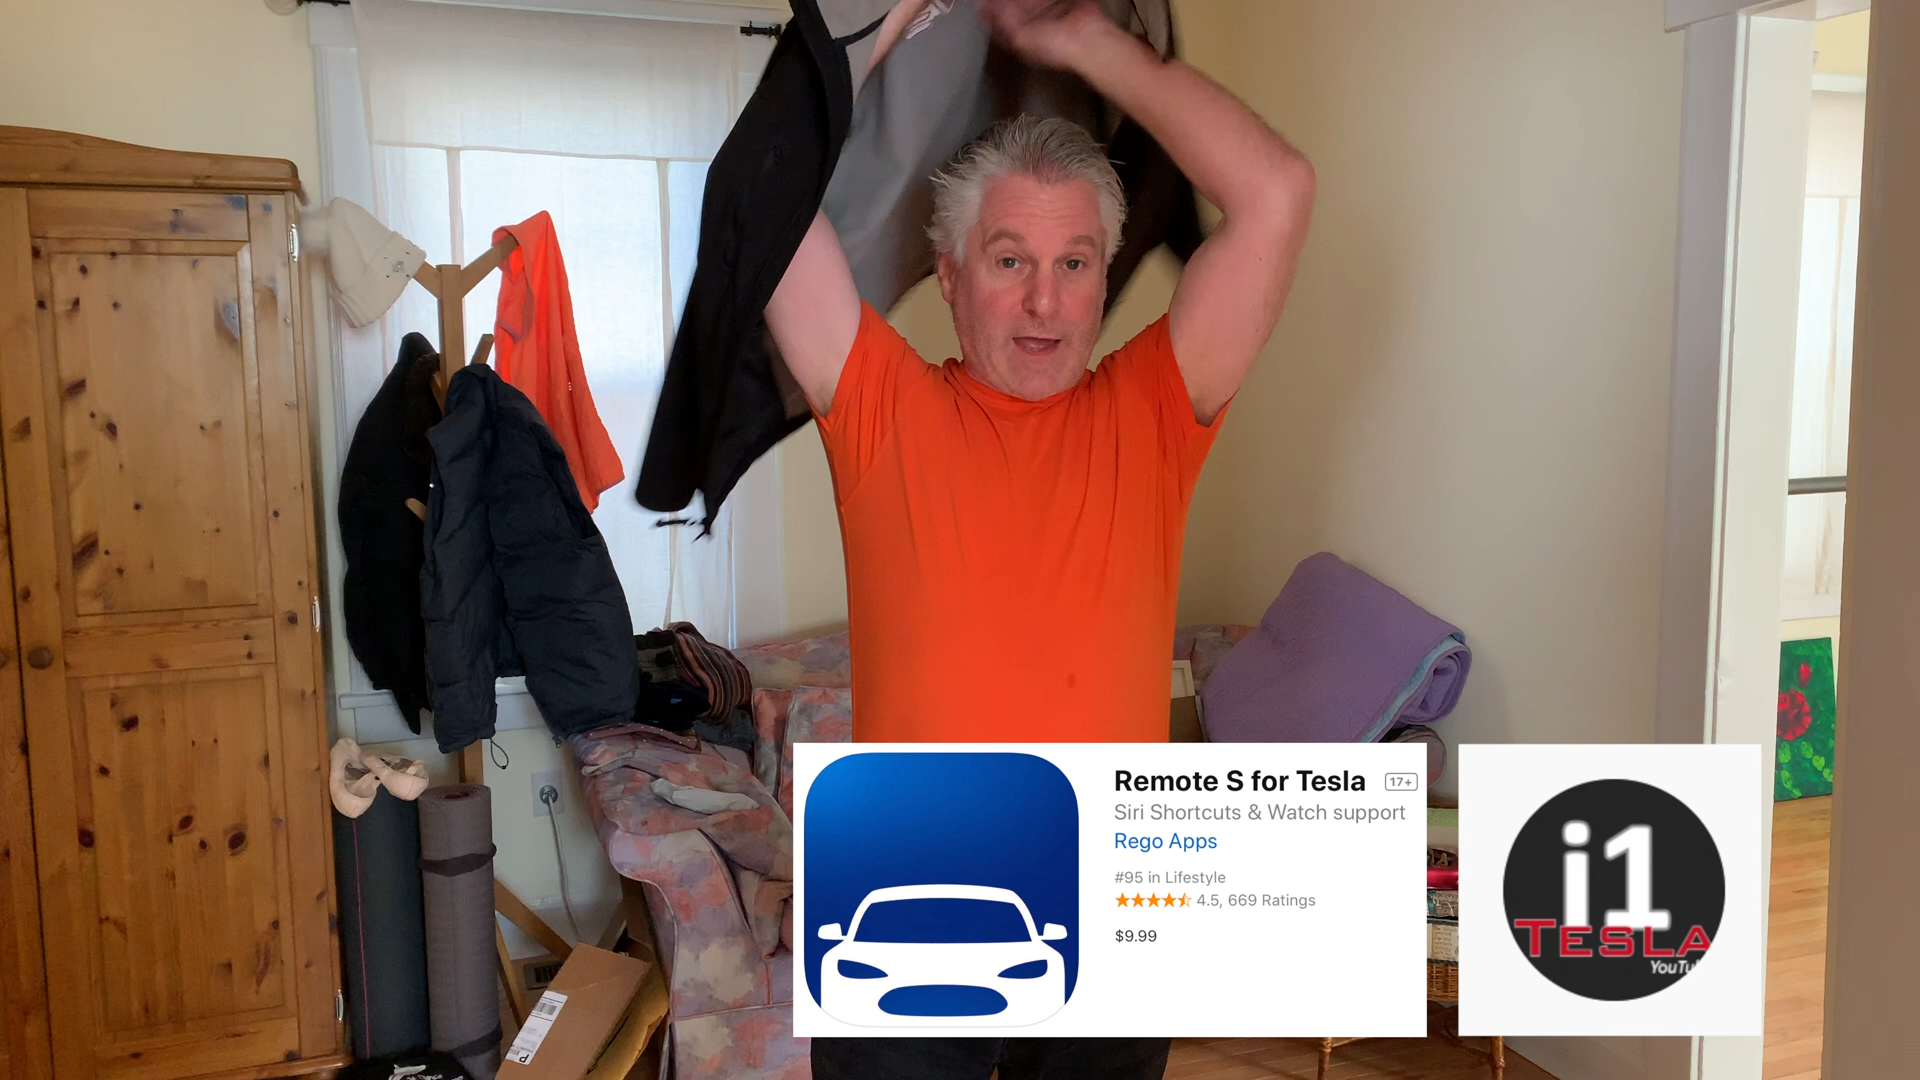 Remote S for Tesla 17+
Siri Shortcuts & Watch support
Rego Apps
#95 in Lifestyle
4.5, 669 Ratings
$9.99
i1
TESLA
P